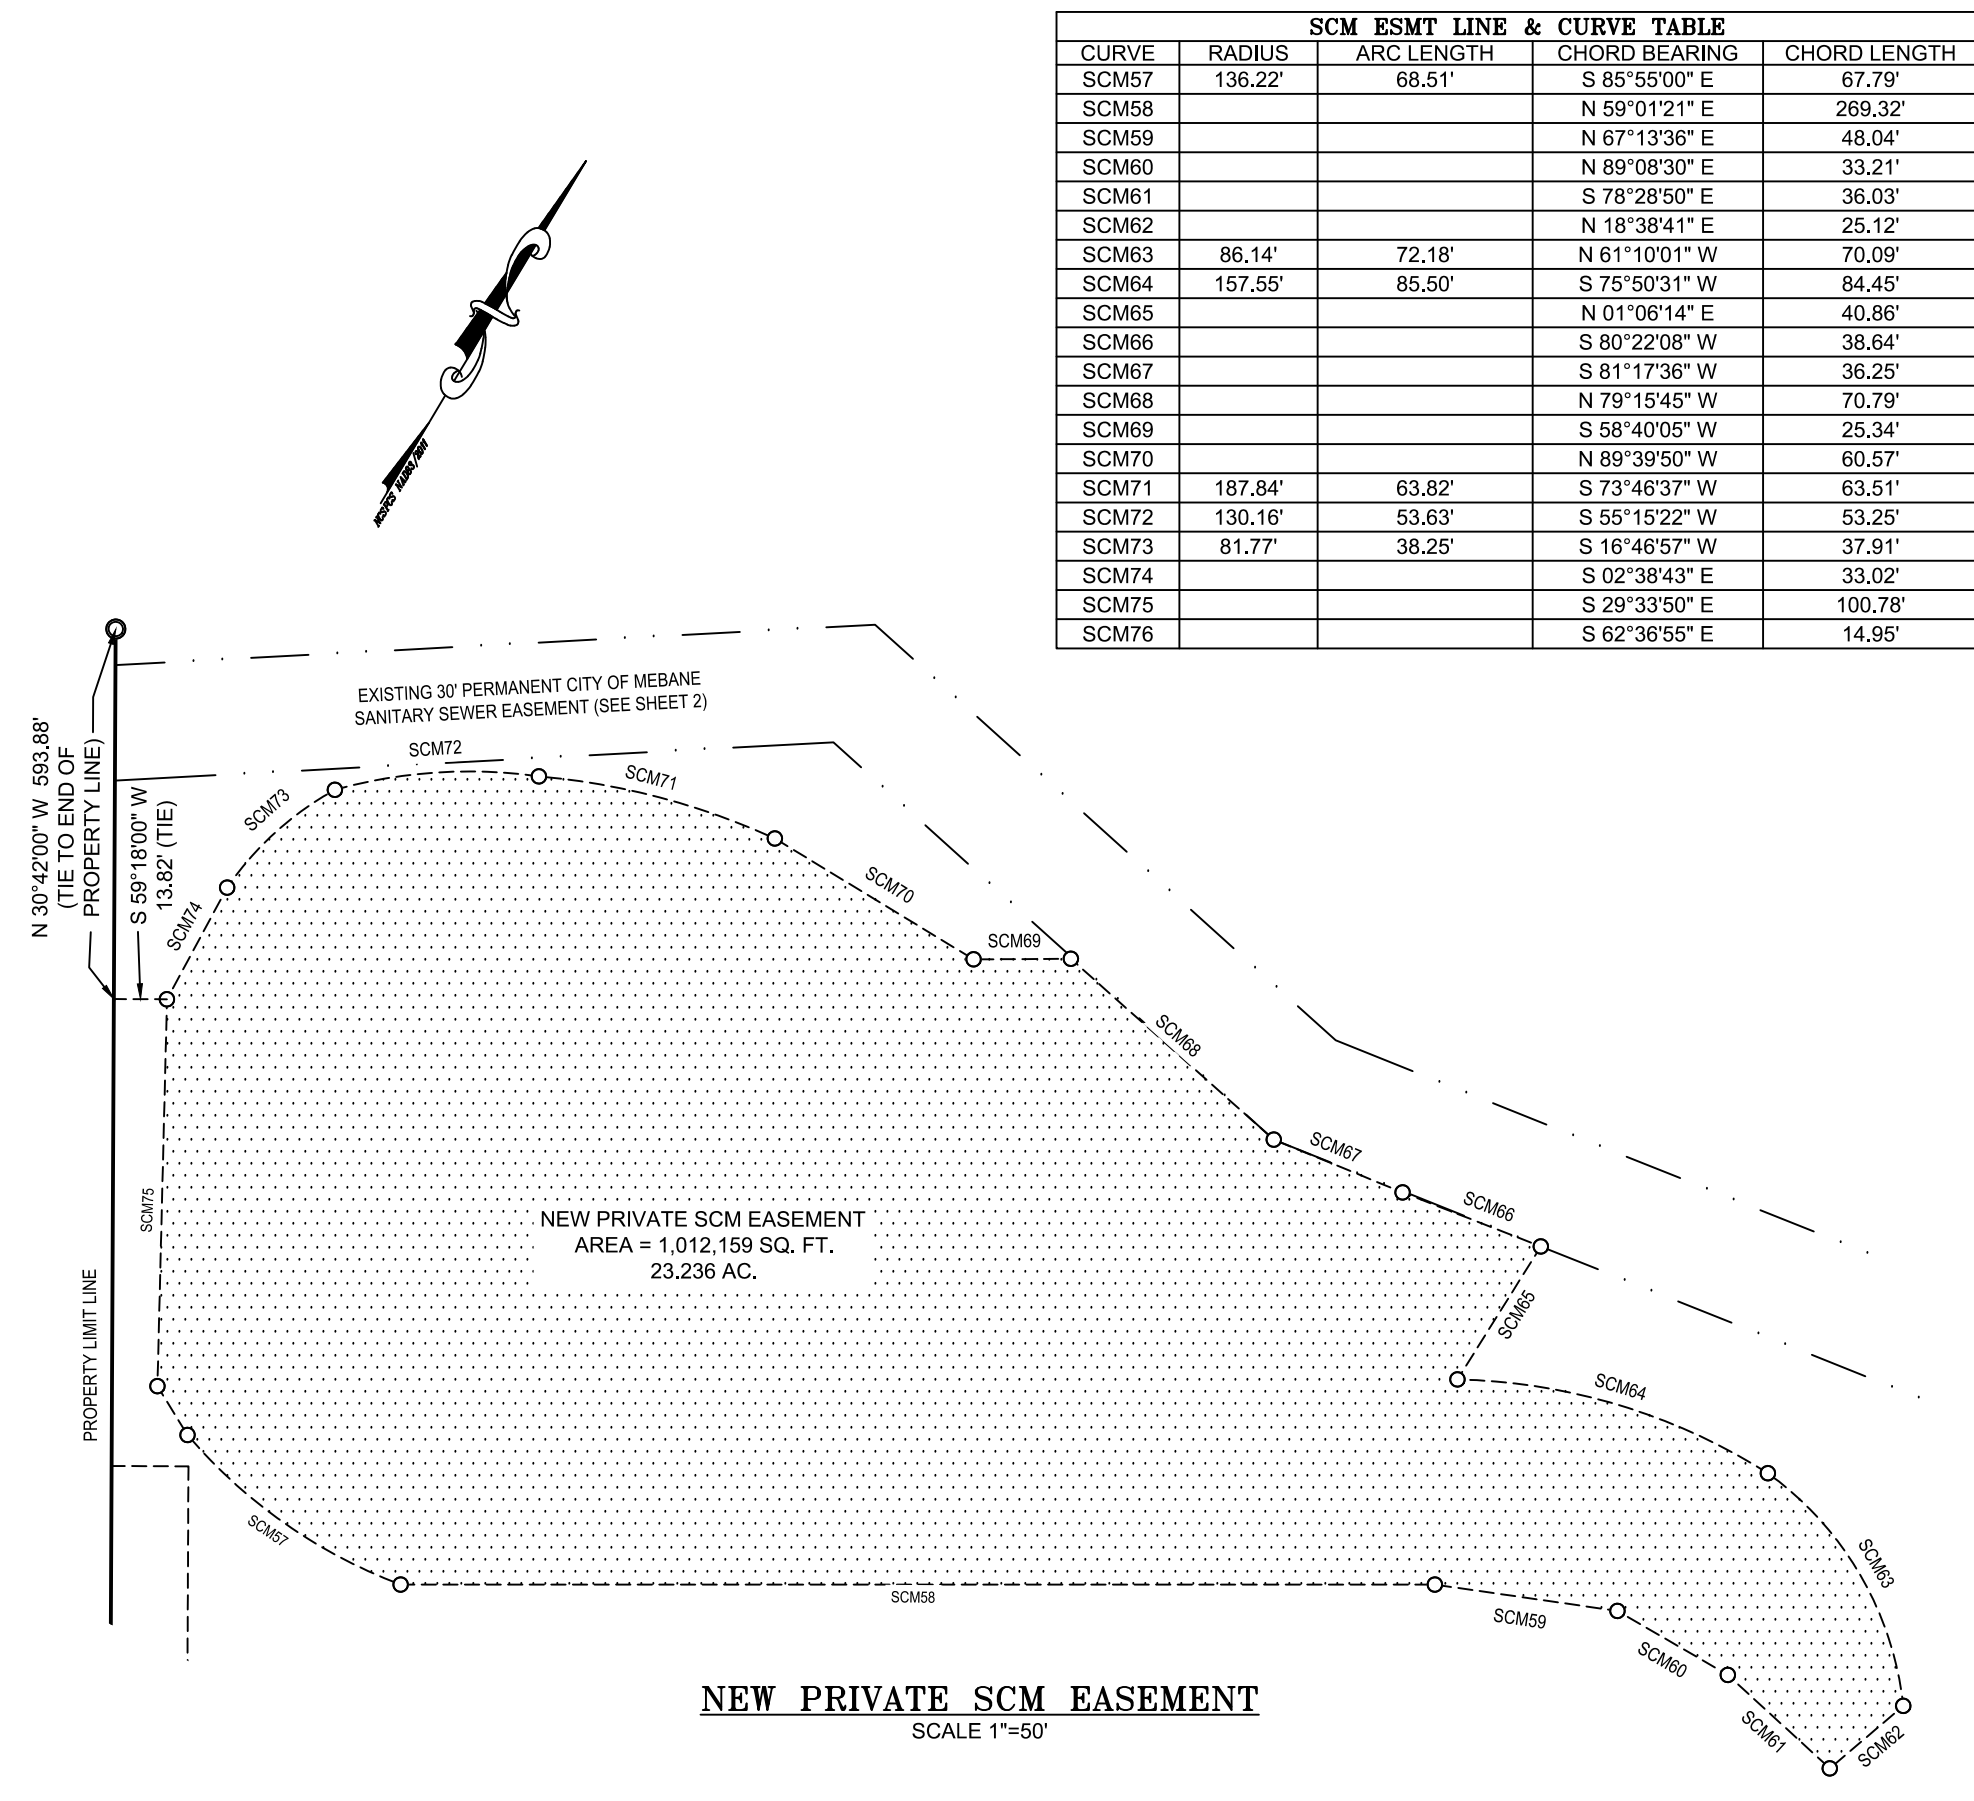 SCM ESMT LINE & CURVE TABLE
CURVE RADIUS ARC LENGTH CHORD BEARING CHORD LENGTH
SCM57 136.22' 68.51' S 85°55'00" E 67.79'
SCM58 N 59°01'21" E 269.32'
SCM59 N 67°13'36" E 48.04'
SCM60 N 89°08'30" E 33.21'
SCM61 S 78°28'50" E 36.03'
SCM62 N 18°38'41" E 25.12'
SCM63 86.14' 72.18' N 61°10'01" W 70.09'
SCM64 157.55' 85.50' S 75°50'31" W 84.45'
SCM65 N 01°06'14" E 40.86'
SCM66 S 80°22'08" W 38.64'
SCM67 S 81°17'36" W 36.25'
SCM68 N 79°15'45" W 70.79'
SCM69 S 58°40'05" W 25.34'
SCM70 N 89°39'50" W 60.57'
SCM71 187.84' 63.82' S 73°46'37" W 63.51'
SCM72 130.16' 53.63' S 55°15'22" W 53.25'
SCM73 81.77' 38.25' S 16°46'57" W 37.91'
SCM74 S 02°38'43" E 33.02'
SCM75 S 29°33'50" E 100.78'
SCM76 S 62°36'55" E 14.95'
NCSPCS NAD83/2011
EXISTING 30' PERMANENT CITY OF MEBANE
SANITARY SEWER EASEMENT (SEE SHEET 2)
N 30°42'00" W 593.88'
(TIE TO END OF
PROPERTY LINE)
S 59°18'00" W
13.82' (TIE)
SCM72
SCM71
SCM73
SCM70
SCM74
SCM69
SCM68
SCM67
SCM66
SCM75
NEW PRIVATE SCM EASEMENT
AREA = 1,012,159 SQ. FT.
23.236 AC.
SCM65
PROPERTY LIMIT LINE
SCM64
SCM57
SCM63
SCM58
SCM59
SCM60
SCM61
SCM62
NEW PRIVATE SCM EASEMENT
SCALE 1"=50'